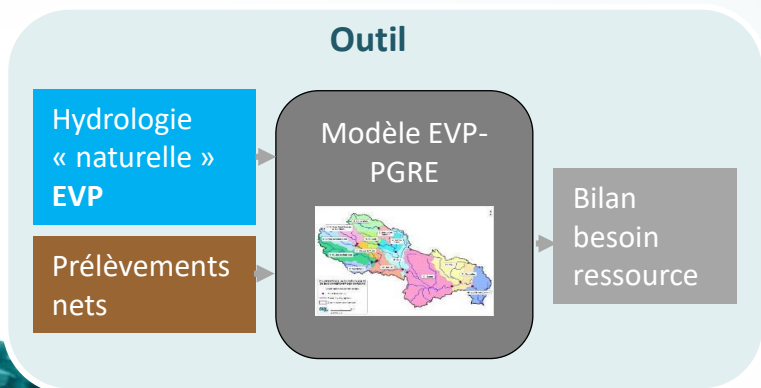 Outil
Hydrologie
« naturelle »
EVP
Prélèvements
nets
Modèle EVP-
PGRE
Bilan
besoin
ressource